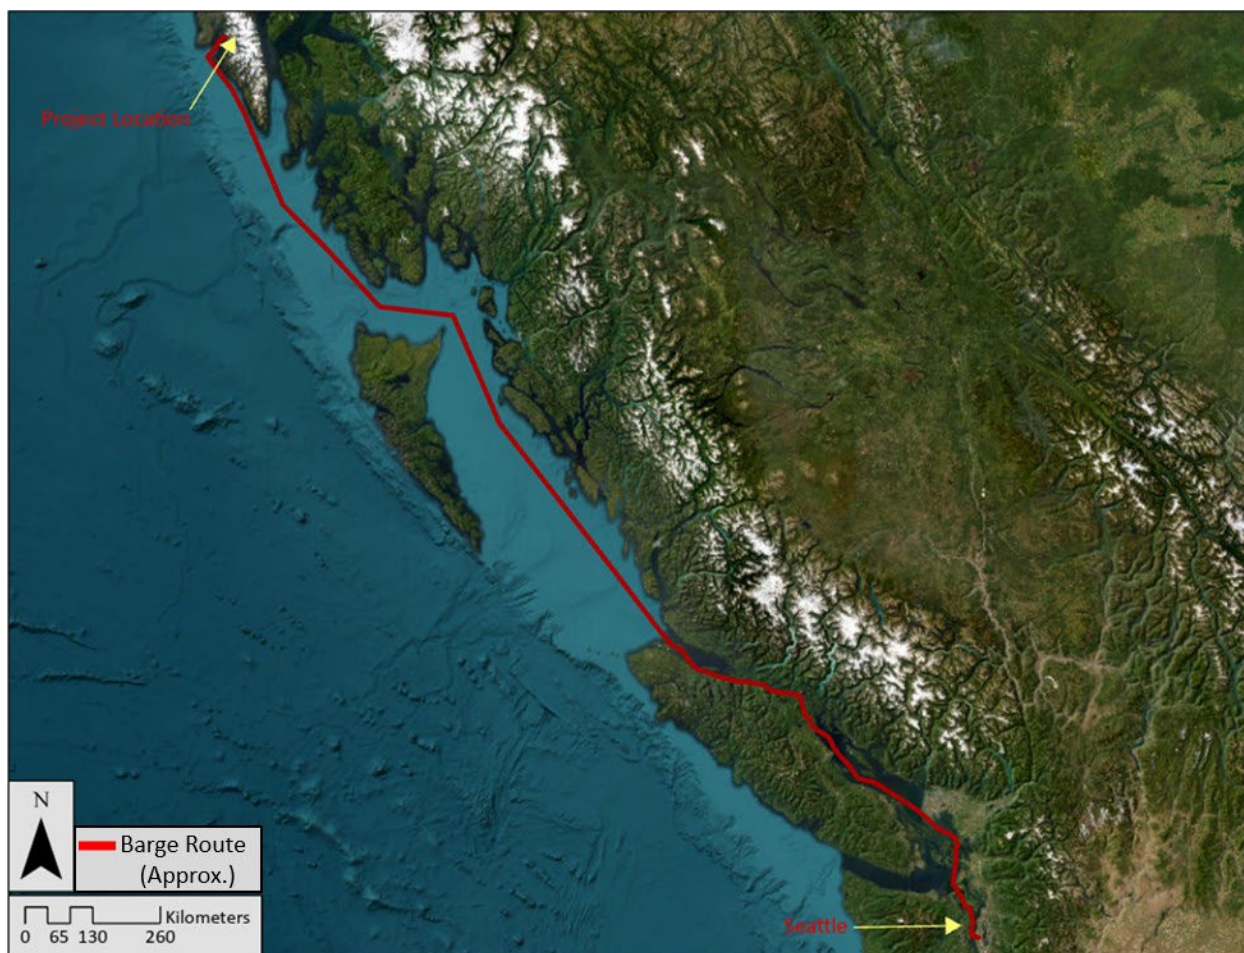 Project Location
N
Barge Route
(Approx.)
Kilometers
0 65 130 260
Seattle